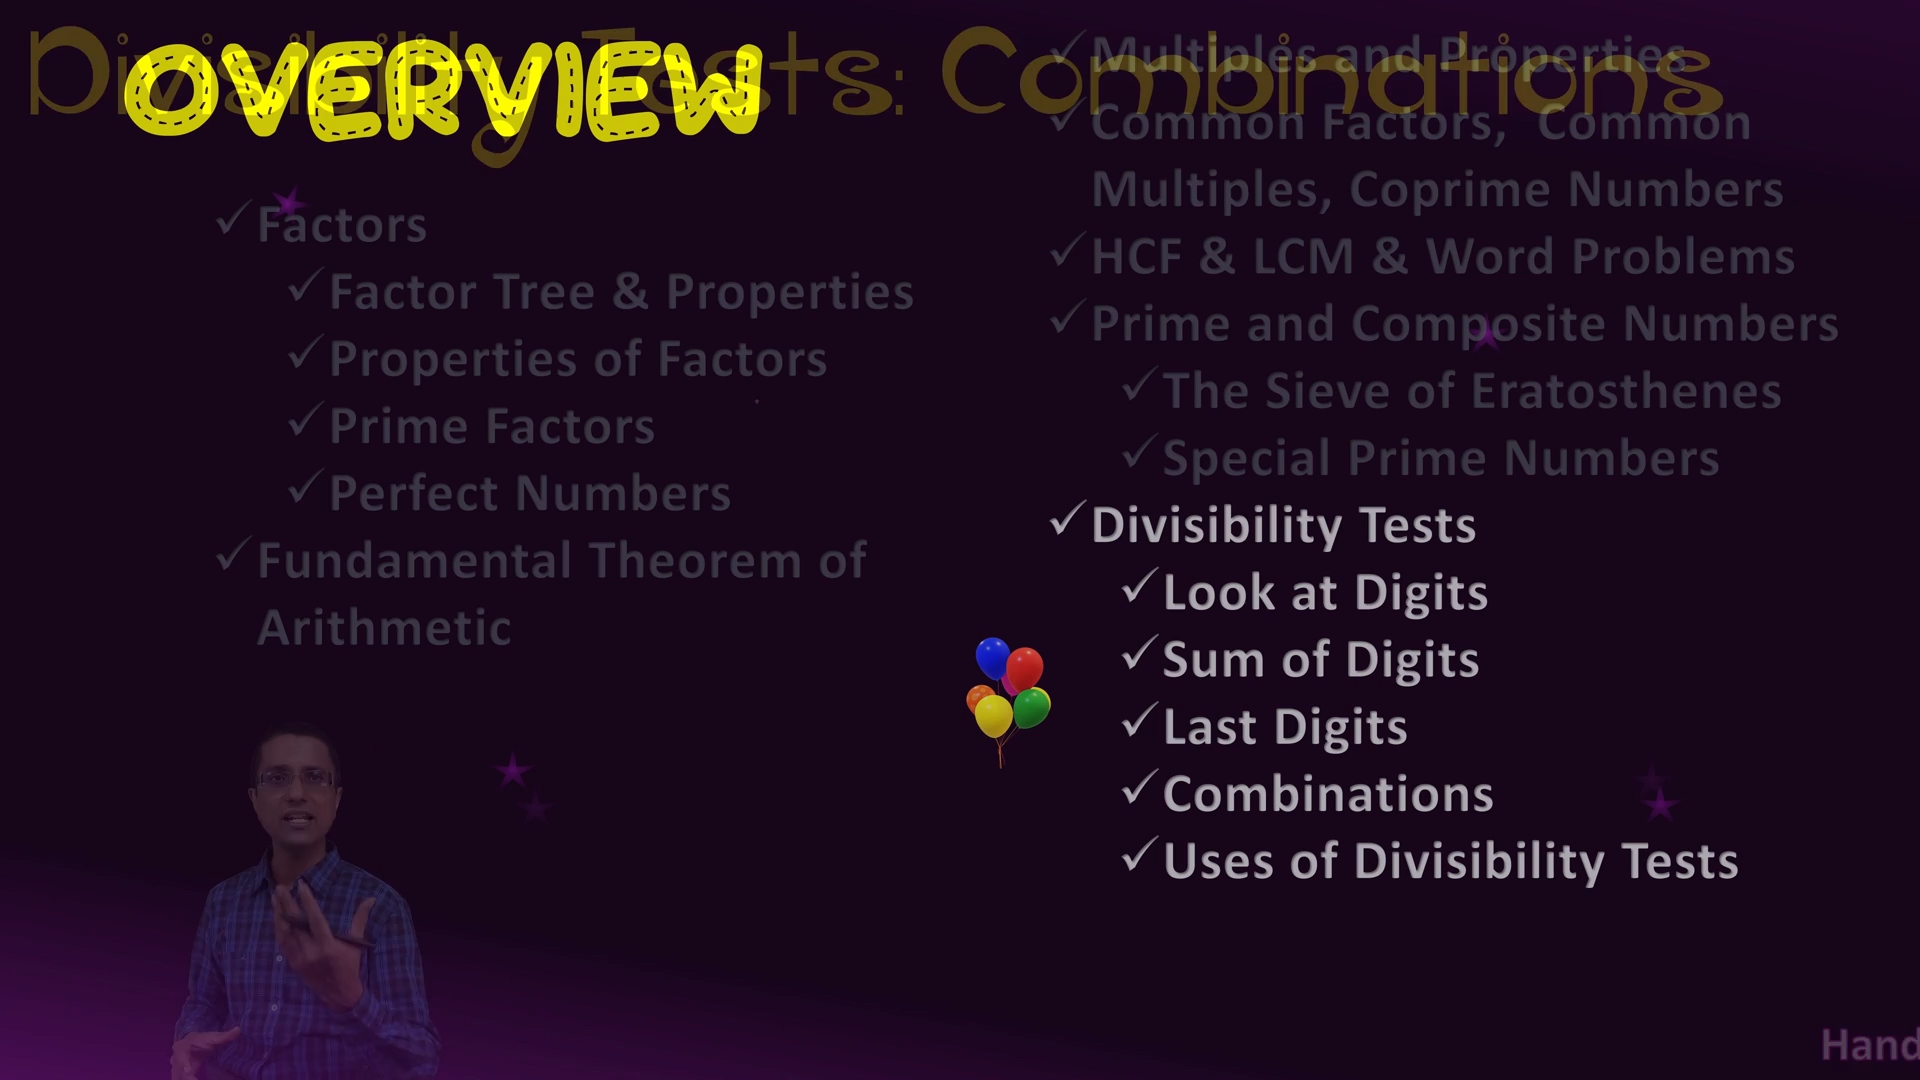 Divisibility Tests: Combinations
OVERVIEW
✓Factors
✓Factor Tree & Properties
✓Properties of Factors
✓Prime Factors
✓Perfect Numbers
✓Fundamental Theorem of
Arithmetic
✓Multiples and Properties
✓Common Factors, Common
Multiples, Coprime Numbers
✓HCF & LCM & Word Problems
✓Prime and Composite Numbers
✓The Sieve of Eratosthenes
✓Special Prime Numbers
✓Divisibility Tests
✓Look at Digits
✓Sum of Digits
✓Last Digits
✓Combinations
✓Uses of Divisibility Tests
Hand